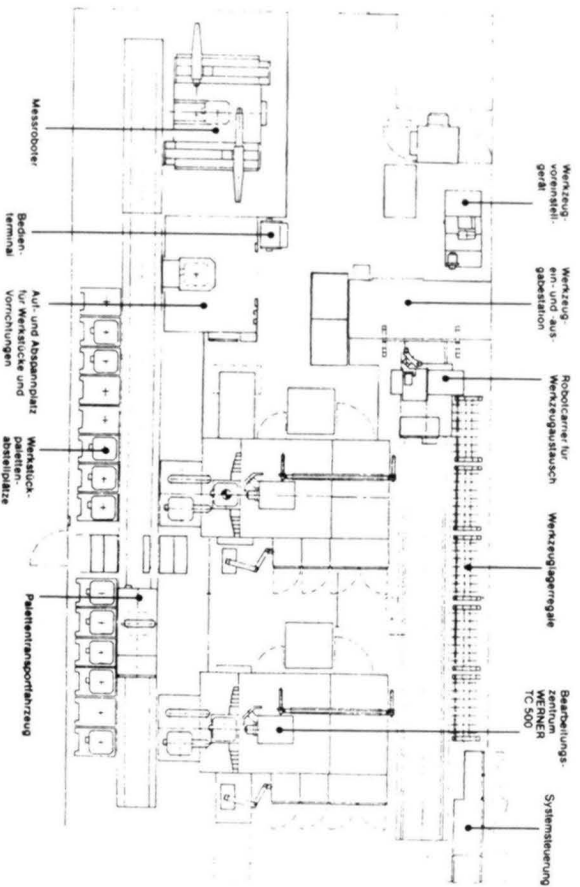 Werkzeug-
voreinstell-
gerät
Werkzeug-
ein- und -aus-
gabestation
Robotcarrier für
Werkzeugaustausch
Werkzeuglagerregale
Bearbeitungs-
zentrum
WERNER
TC 500
Systemsteuerung
Messroboter
Bedien-
terminal
Auf- und Abspannplatz
für Werkstücke und
Vorrichtungen
Werkstück-
paletten-
abstellplätze
Palettentransportfahrzeug